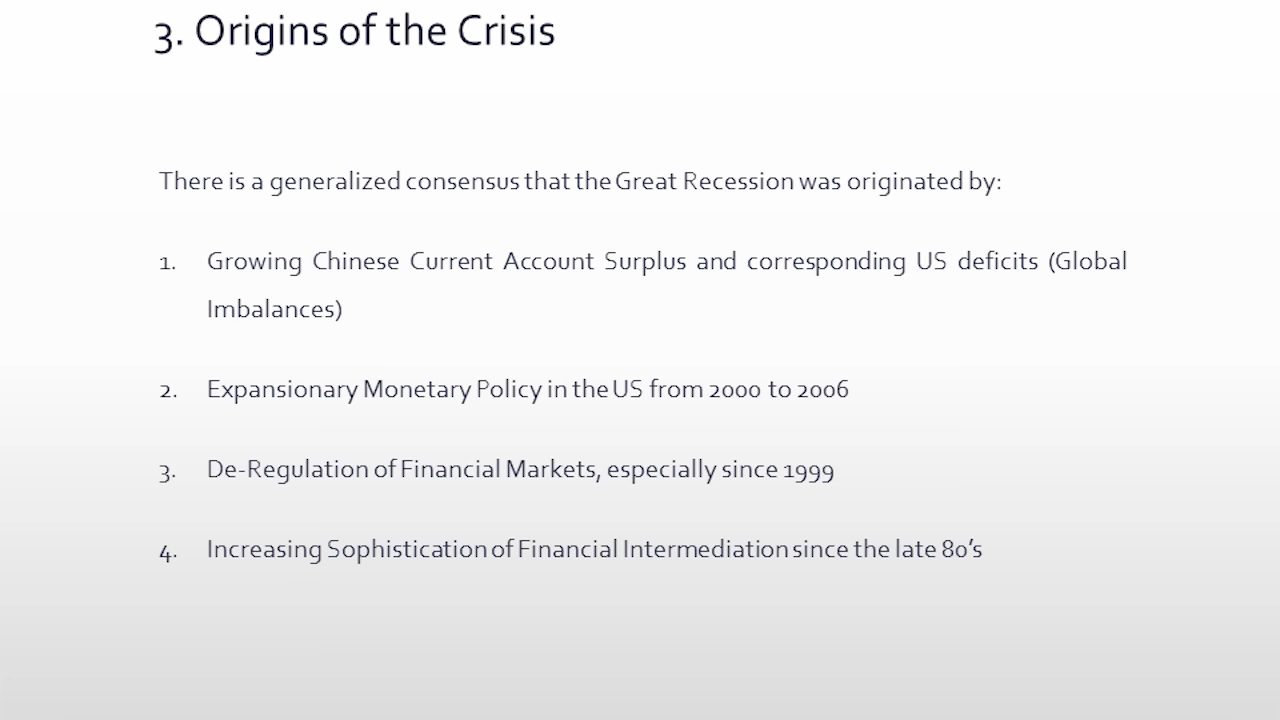 3. Origins of the Crisis
There is a generalized consensus that the Great Recession was originated by:
1. Growing Chinese Current Account Surplus and corresponding US deficits (Global
Imbalances)
2. Expansionary Monetary Policy in the US from 2000 to 2006
3. De-Regulation of Financial Markets, especially since 1999
4. Increasing Sophistication of Financial Intermediation since the late 80's